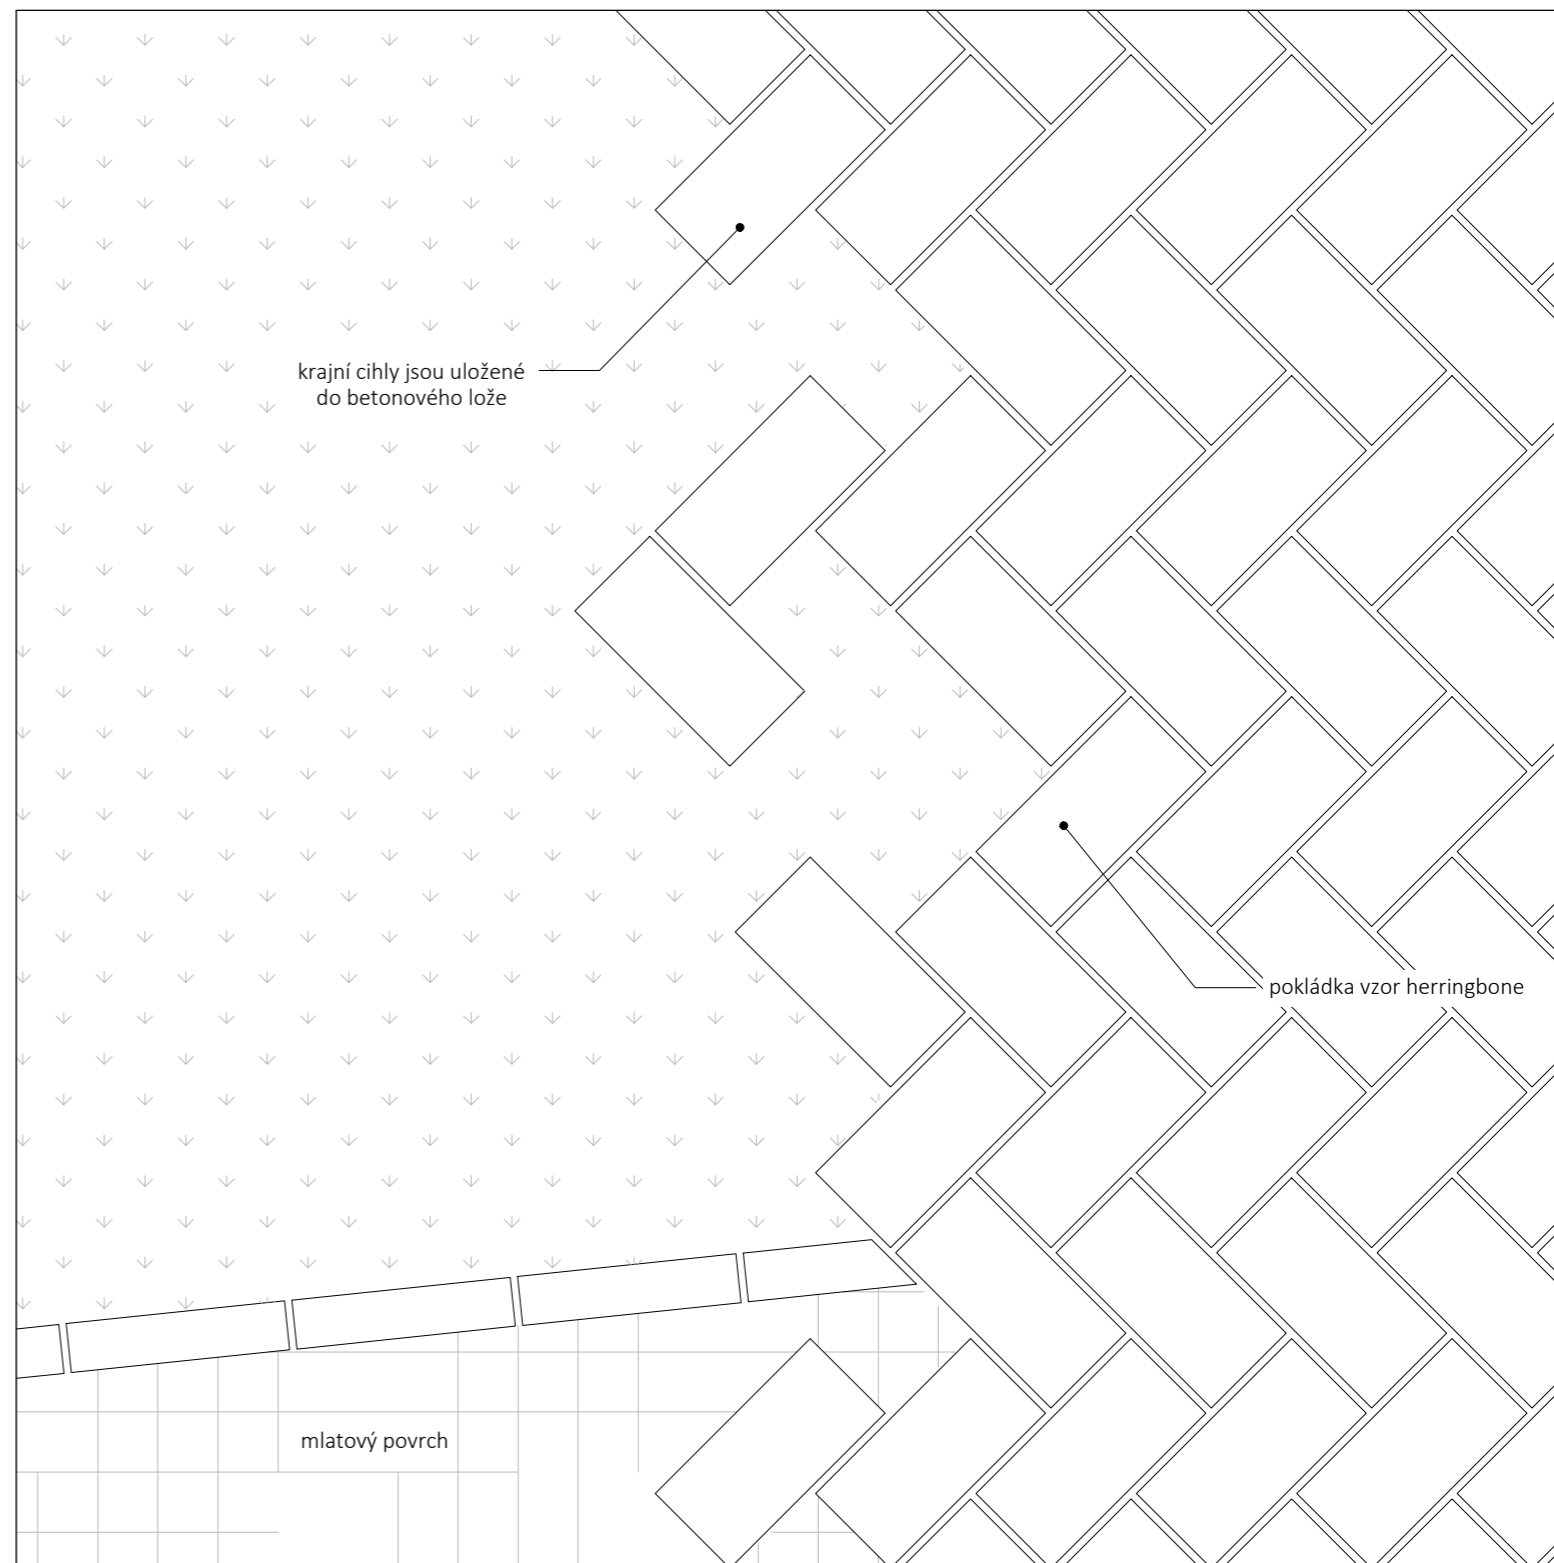 krajní cihly jsou uložené
do betonového lože
pokládka vzor herringbone
mlatový povrch